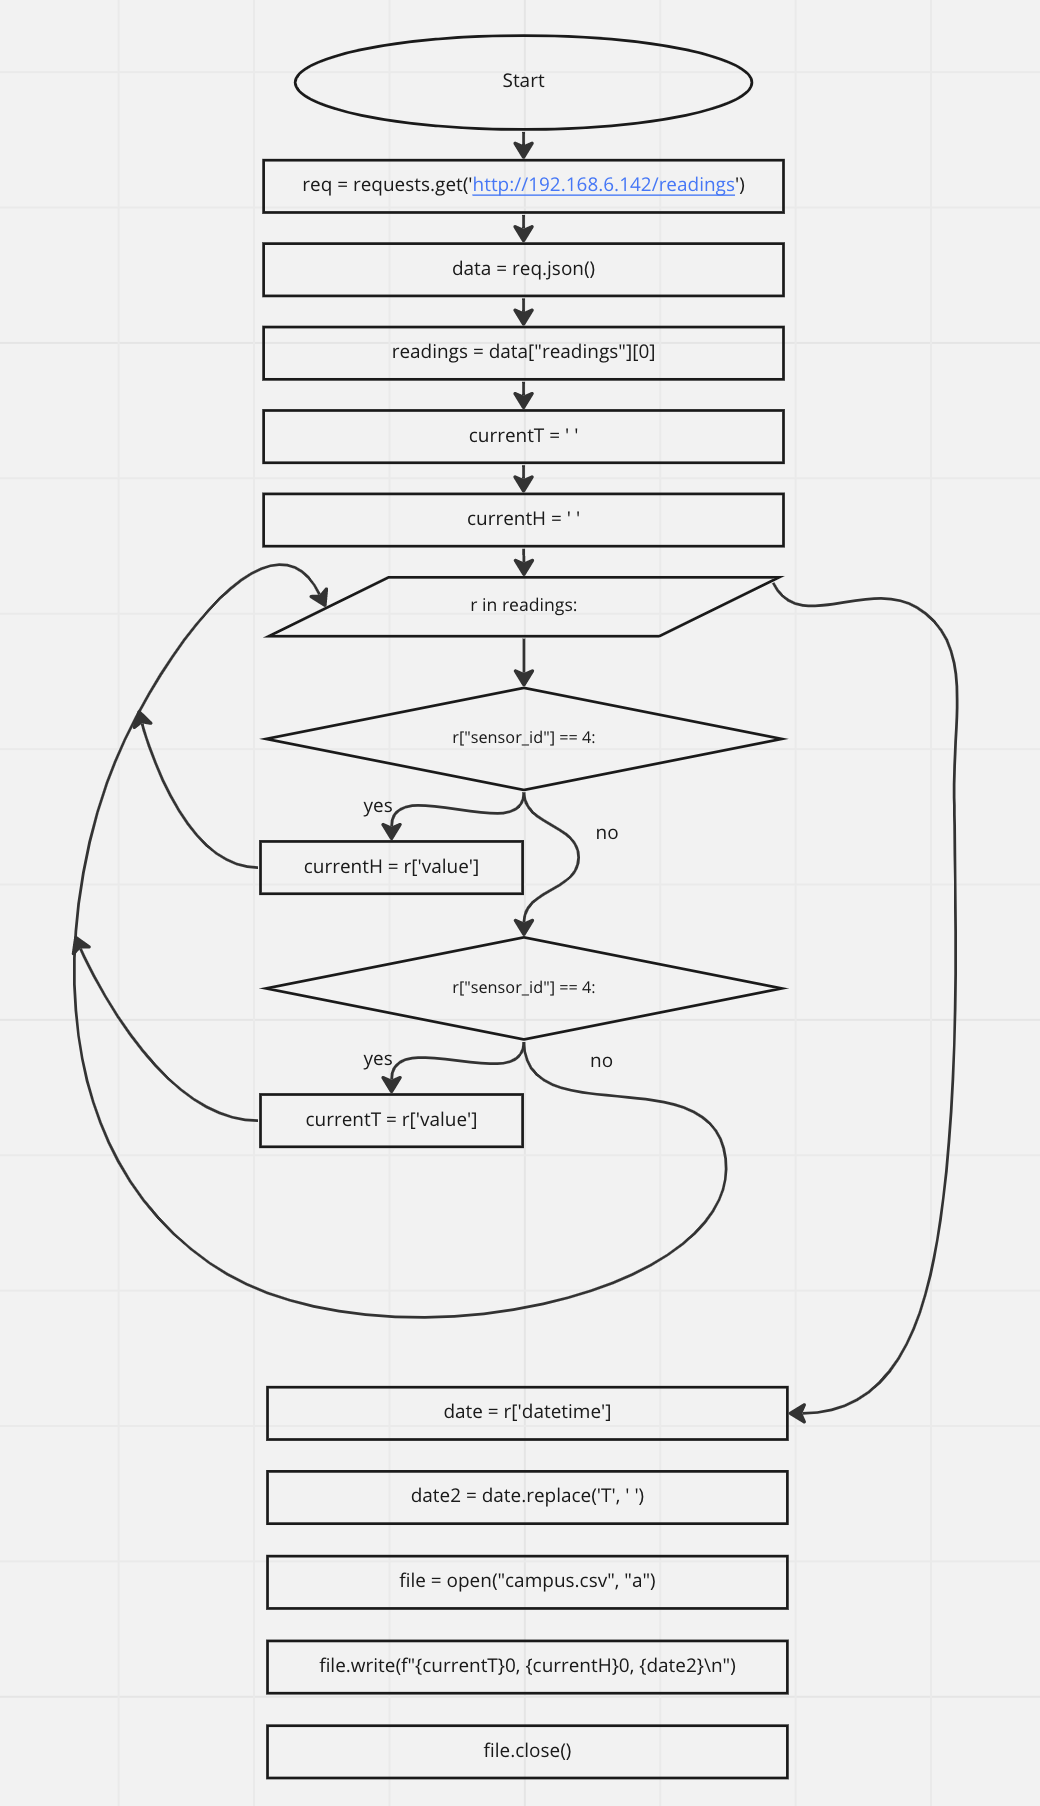 Start
req = requests.get('http://192.168.6.142/readings')
data = req.json()
readings = data["readings"][0]
currentT = ' '
currentH = ' '
r in readings:
r["sensor_id"] == 4:
yes
no
currentH = r['value']
r["sensor_id"] == 4:
yes
no
currentT = r['value']
date = r['datetime']
date2 = date.replace('T', ' ')
file = open("campus.csv", "a")
file.write(f"{currentT}0, {currentH}0, {date2}\n")
file.close()